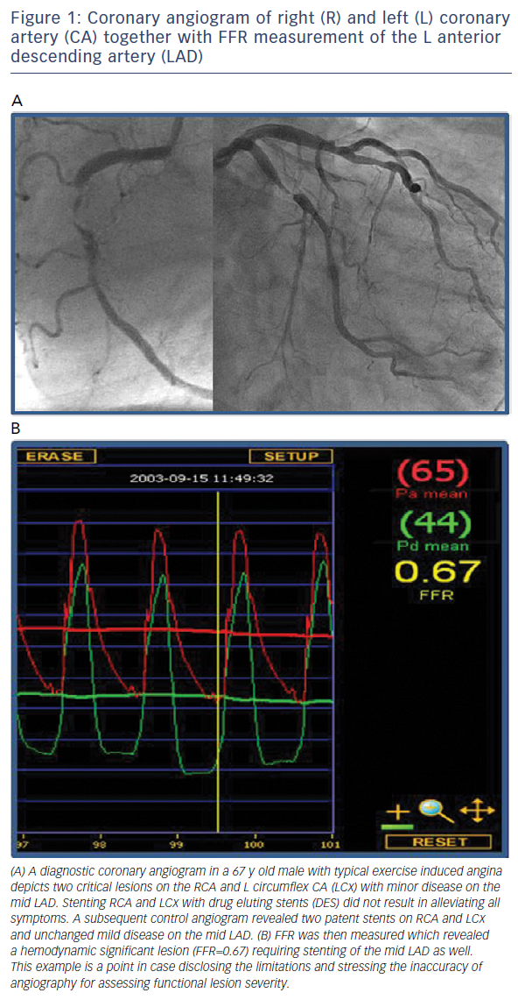 Figure 1: Coronary angiogram of right (R) and left (L) coronary
artery (CA) together with FFR measurement of the L anterior
descending artery (LAD)
A
B
ERASE
SETUP
2003-09-15 11:49:32
(65)
Pa mean
(44)
Pd mean
0.67
FFR
97
98
99
100
101
RESET
(A) A diagnostic coronary angiogram in a 67 y old male with typical exercise induced angina
depicts two critical lesions on the RCA and L circumflex CA (LCx) with minor disease on the
mid LAD. Stenting RCA and LCx with drug eluting stents (DES) did not result in alleviating all
symptoms. A subsequent control angiogram revealed two patent stents on RCA and LCx
and unchanged mild disease on the mid LAD. (B) FFR was then measured which revealed
a hemodynamic significant lesion (FFR=0.67) requiring stenting of the mid LAD as well.
This example is a point in case disclosing the limitations and stressing the inaccuracy of
angiography for assessing functional lesion severity.